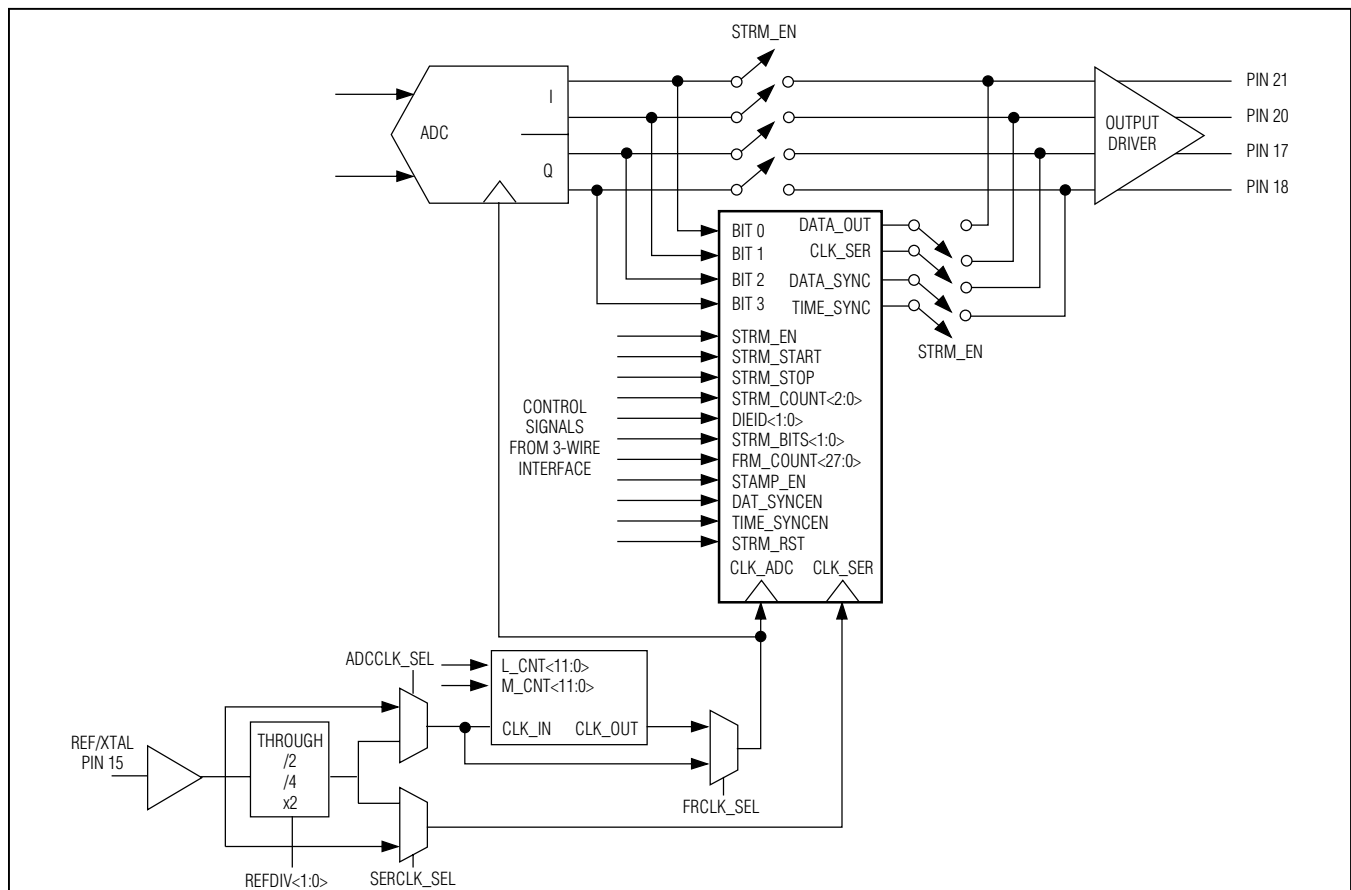 STRM_EN
I
ADC
Q
OUTPUT
DRIVER
PIN 21
PIN 20
PIN 17
PIN 18
BIT 0
BIT 1
BIT 2
BIT 3
DATA_OUT
CLK_SER
DATA_SYNC
TIME_SYNC
STRM_EN
CONTROL
SIGNALS
FROM 3-WIRE
INTERFACE
STRM_EN
STRM_START
STRM_STOP
STRM_COUNT<2:0>
DIEID<1:0>
STRM_BITS<1:0>
FRM_COUNT<27:0>
STAMP_EN
DAT_SYNCEN
TIME_SYNCEN
STRM_RST
CLK_ADC CLK_SER
ADCCLK_SEL
L_CNT<11:0>
M_CNT<11:0>
CLK_IN CLK_OUT
REF/XTAL
PIN 15
THROUGH
/2
/4
x2
FRCLK_SEL
REFDIV<1:0>
SERCLK_SEL